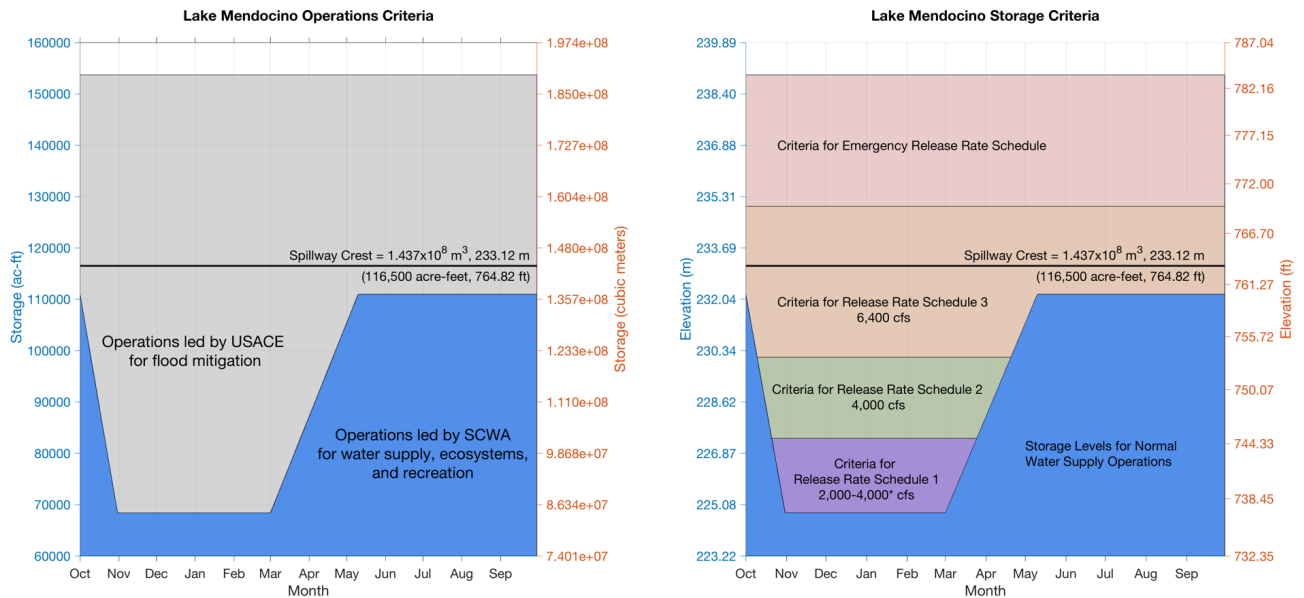 Lake Mendocino Operations Criteria
160000
150000
140000
130000
120000
110000
100000
90000
80000
70000
60000
Storage (ac-ft)
1.974e+08
1.850e+08
1.727e+08
1.604e+08
1.480e+08
1.357e+08
1.233e+08
1.110e+08
9.868e+07
8.634e+07
7.401e+07
Storage (cubic meters)
Spillway Crest = 1.437x10⁸ m³, 233.12 m
(116,500 acre-feet, 764.82 ft)
Operations led by USACE
for flood mitigation
Operations led by SCWA
for water supply, ecosystems,
and recreation
Oct Nov Dec Jan Feb Mar Apr May Jun Jul Aug Sep
Month
Lake Mendocino Storage Criteria
239.89
238.40
236.88
235.31
233.69
232.04
230.34
228.62
226.87
225.08
223.22
Elevation (m)
787.04
782.16
777.15
772.00
766.70
761.27
755.72
750.07
744.33
738.45
732.35
Elevation (ft)
Criteria for Emergency Release Rate Schedule
Spillway Crest = 1.437x10⁸ m³, 233.12 m
(116,500 acre-feet, 764.82 ft)
Criteria for Release Rate Schedule 3
6,400 cfs
Criteria for Release Rate Schedule 2
4,000 cfs
Criteria for
Release Rate Schedule 1
2,000-4,000* cfs
Storage Levels for Normal
Water Supply Operations
Oct Nov Dec Jan Feb Mar Apr May Jun Jul Aug Sep
Month